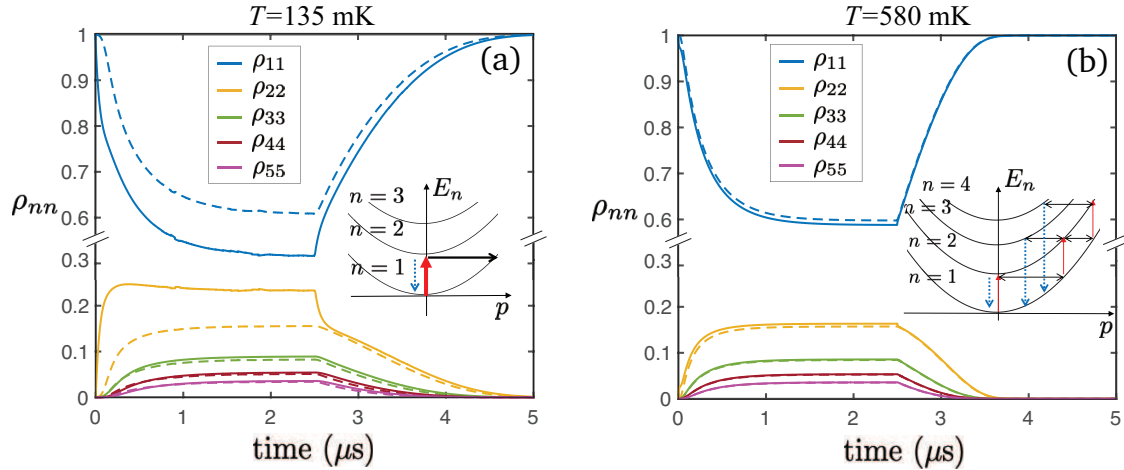 T=135 mK
(a)
ρ11
ρ22
ρ33
ρ44
ρ55
1
0.9
0.8
0.7
0.6
0.3
0.2
0.1
0
ρnn
n = 3
n = 2
n = 1
En
p
0 1 2 3 4 5
time (μs)
T=580 mK
(b)
ρ11
ρ22
ρ33
ρ44
ρ55
1
0.9
0.8
0.7
0.6
0.3
0.2
0.1
0
n = 4
n = 3
n = 2
n = 1
En
p
0 1 2 3 4 5
time (μs)